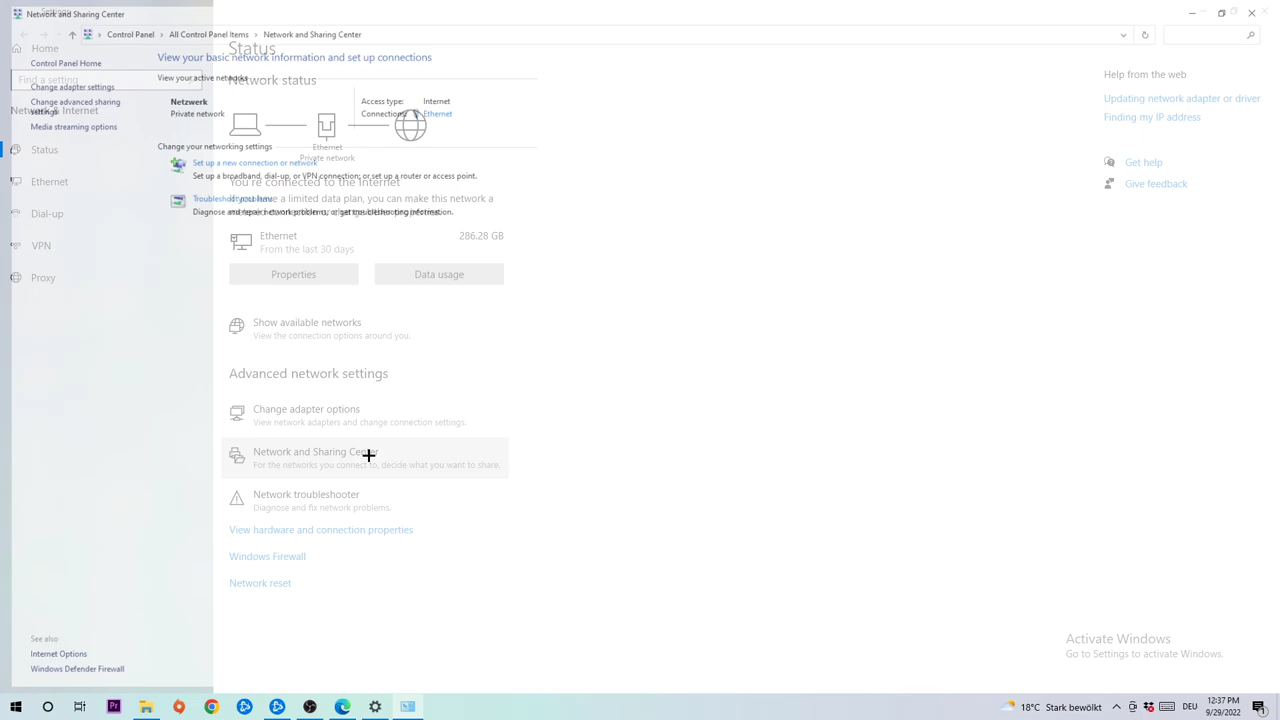 Settings
Network and Sharing Center
Control Panel
All Control Panel Items
Network and Sharing Center
Home
Find a setting
Network & Internet
Status
Ethernet
Dial-up
VPN
Proxy
Control Panel Home
Change adapter settings
Change advanced sharing
settings
Media streaming options
View your basic network information and set up connections
View your active networks
Netzwerk
Private network
Access type:
Internet
Connections:
Ethernet
Change your networking settings
Set up a new connection or network
Set up a broadband, dial-up, or VPN connection; or set up a router or access point.
Troubleshoot problems
Diagnose and repair network problems, or get troubleshooting information.
Status
Network status
Ethernet
Private network
You're connected to the Internet
If you have a limited data plan, you can make this network a
metered connection or change other properties.
Ethernet
286.28 GB
From the last 30 days
Properties
Data usage
Show available networks
View the connection options around you.
Advanced network settings
Change adapter options
View network adapters and change connection settings.
Network and Sharing Center
For the networks you connect to, decide what you want to share.
Network troubleshooter
Diagnose and fix network problems.
View hardware and connection properties
Windows Firewall
Network reset
Help from the web
Updating network adapter or driver
Finding my IP address
Get help
Give feedback
See also
Internet Options
Windows Defender Firewall
Activate Windows
Go to Settings to activate Windows.
Pr
18°C Stark bewölkt
DEU
12:37 PM
9/29/2022
1